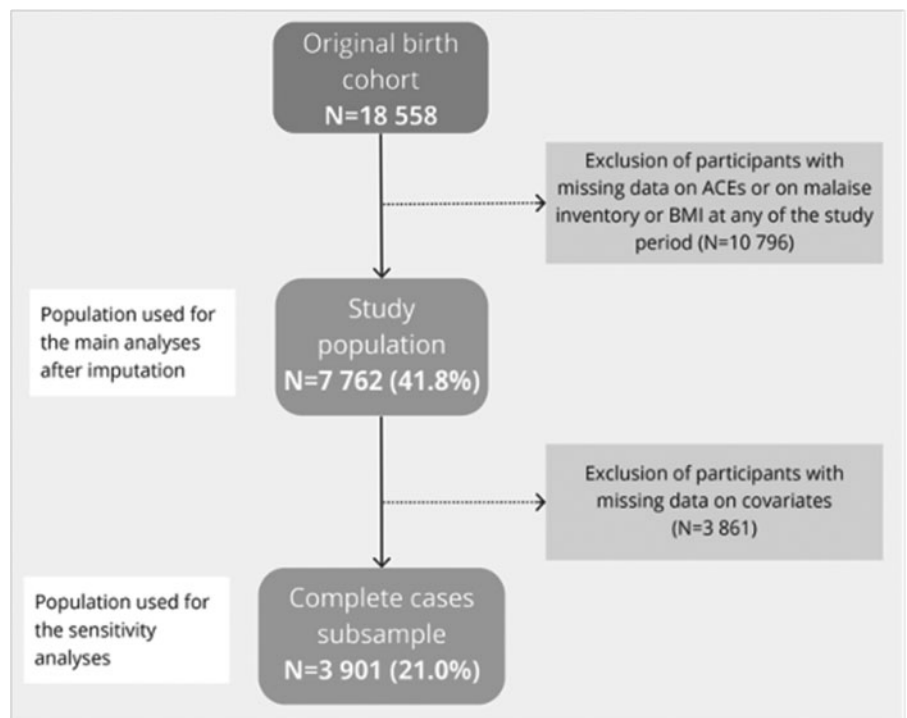 Original birth
cohort
N=18 558
Exclusion of participants with
missing data on ACEs or on malaise
inventory or BMI at any of the study
period (N=10 796)
Population used for
the main analyses
after imputation
Study
population
N=7 762 (41.8%)
Exclusion of participants with
missing data on covariates
(N=3 861)
Population used for
the sensitivity
analyses
Complete cases
subsample
N=3 901 (21.0%)